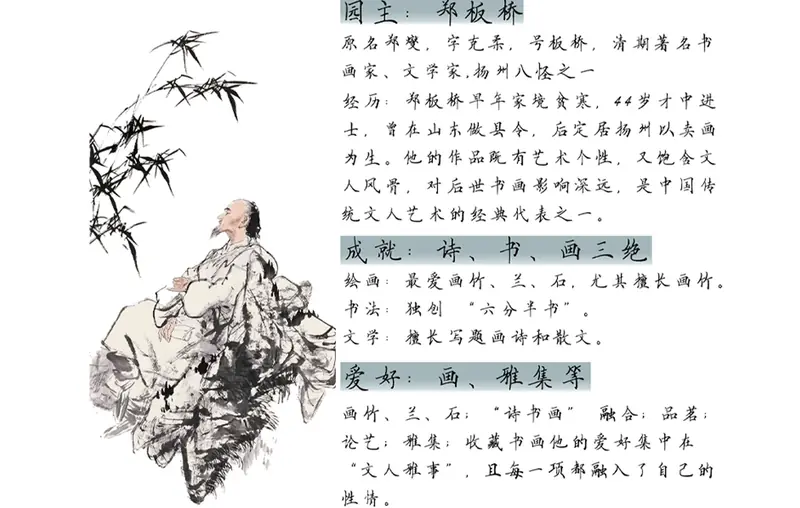 园主：郑板桥
原名郑燮，字克柔，号板桥，清期著名书
画家、文学家,扬州八怪之一
经历：郑板桥早年家境贫寒，44岁才中进
士，曾在山东做县令，后定居扬州以卖画
为生。他的作品既有艺术个性，又饱含文
人风骨，对后世书画影响深远，是中国传
统文人艺术的经典代表之一。
成就：诗、书、画三绝
绘画：最爱画竹、兰、石，尤其擅长画竹。
书法：独创 “六分半书”。
文学：擅长写题画诗和散文。
爱好：画、雅集等
画竹、兰、石；“诗书画” 融合；品茗；
论艺；雅集；收藏书画他的爱好集中在
“文人雅事”，且每一项都融入了自己的
性情。